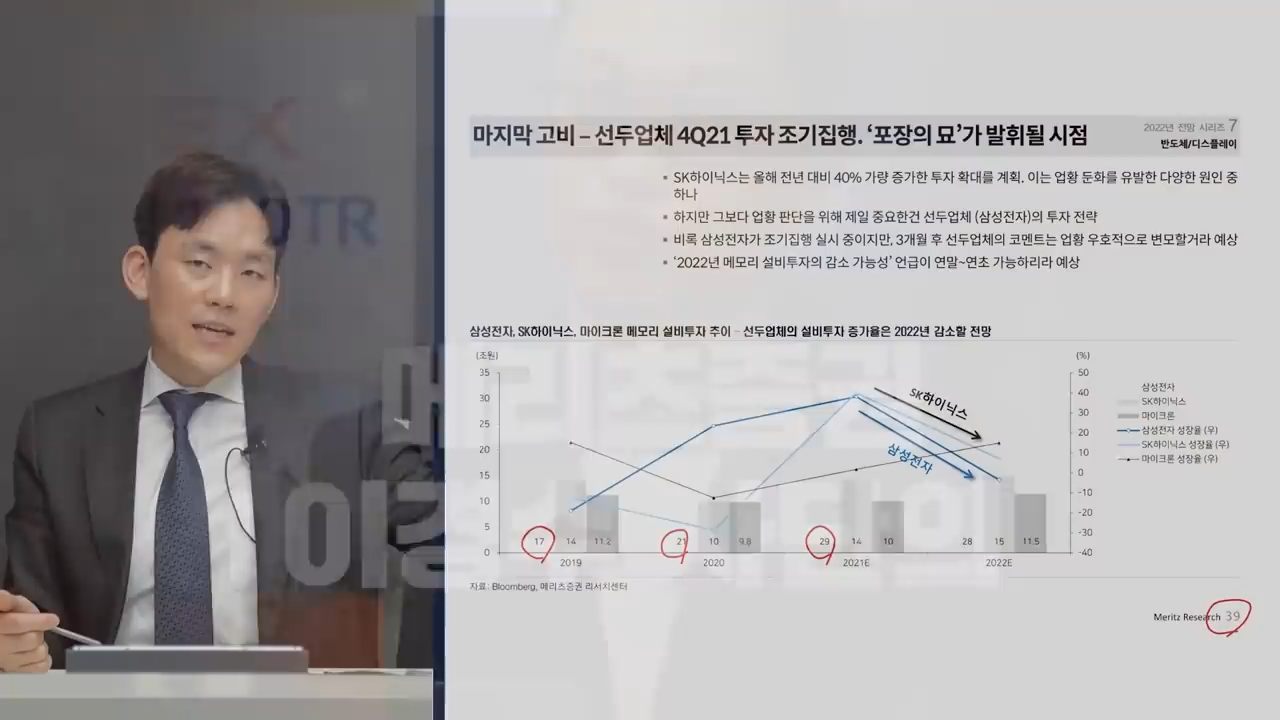 마지막 고비 – 선두업체 4Q21 투자 조기집행. ‘포장의 묘’가 발휘될 시점
2022년 전망 시리즈 7
반도체/디스플레이
▪ SK하이닉스는 올해 전년 대비 40% 가량 증가한 투자 확대를 계획. 이는 업황 둔화를 유발한 다양한 원인 중
하나
▪ 하지만 그보다 업황 판단을 위해 제일 중요한건 선두업체 (삼성전자)의 투자 전략
▪ 비록 삼성전자가 조기집행 실시 중이지만, 3개월 후 선두업체의 코멘트는 업황 우호적으로 변모할거라 예상
▪ ‘2022년 메모리 설비투자의 감소 가능성’ 언급이 연말~연초 가능하리라 예상
삼성전자, SK하이닉스, 마이크론 메모리 설비투자 추이 – 선두업체의 설비투자 증가율은 2022년 감소할 전망
(조원)
(%)
35
30
25
20
15
10
5
0
50
40
30
20
10
0
-10
-20
-30
-40
SK하이닉스
삼성전자
삼성전자
SK하이닉스
마이크론
삼성전자 성장율 (우)
SK하이닉스 성장율 (우)
마이크론 성장율 (우)
17 14 11.2 21 10 9.8 29 14 10 28 15 11.5
2019 2020 2021E 2022E
자료: Bloomberg, 메리츠증권 리서치센터
Meritz Research 39
TR
메리츠증권